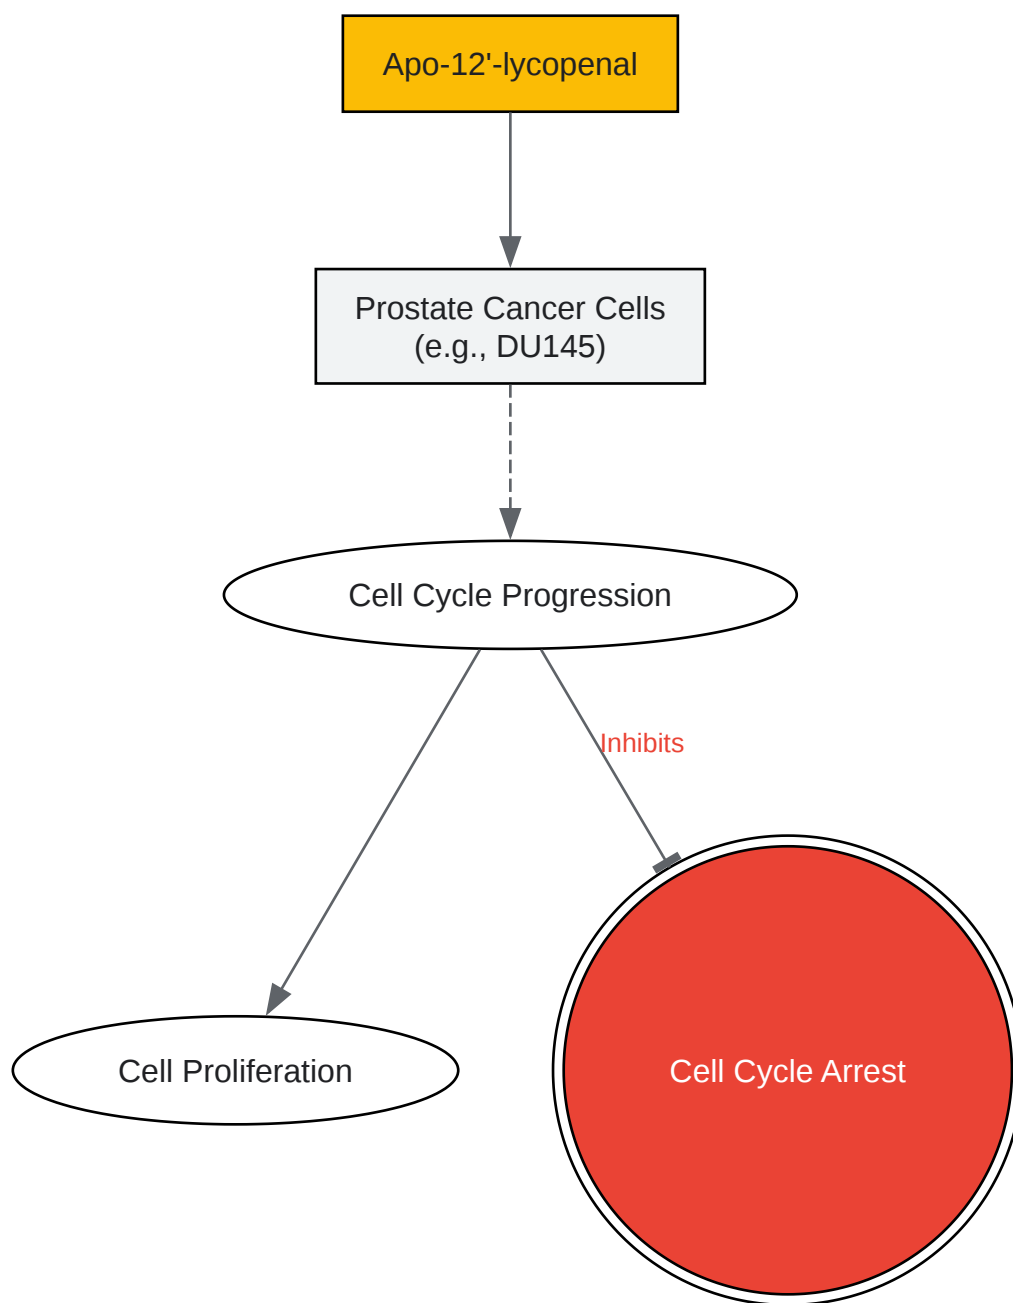 Apo-12'-lycopenal
Prostate Cancer Cells
(e.g., DU145)
Cell Cycle Progression
Inhibits
Cell Proliferation
Cell Cycle Arrest